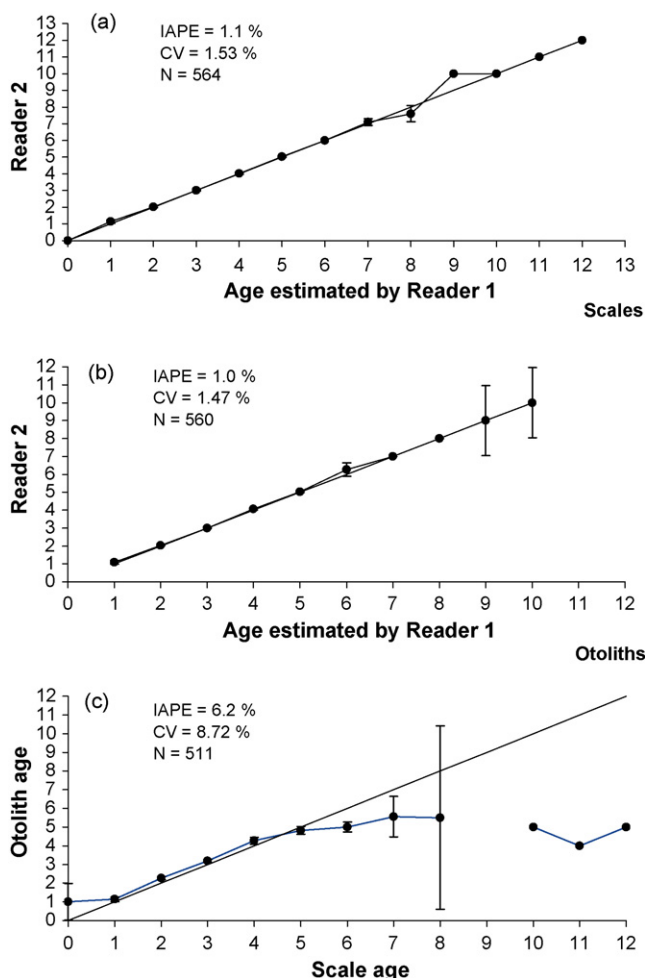 (a)
IAPE = 1.1 %
CV = 1.53 %
N = 564
Reader 2
13
12
11
10
9
8
7
6
5
4
3
2
1
0
0 1 2 3 4 5 6 7 8 9 10 11 12 13
Age estimated by Reader 1
Scales
(b)
IAPE = 1.0 %
CV = 1.47 %
N = 560
Reader 2
12
11
10
9
8
7
6
5
4
3
2
1
0
0 1 2 3 4 5 6 7 8 9 10 11 12
Age estimated by Reader 1
Otoliths
(c)
IAPE = 6.2 %
CV = 8.72 %
N = 511
Otolith age
12
11
10
9
8
7
6
5
4
3
2
1
0
0 1 2 3 4 5 6 7 8 9 10 11 12
Scale age